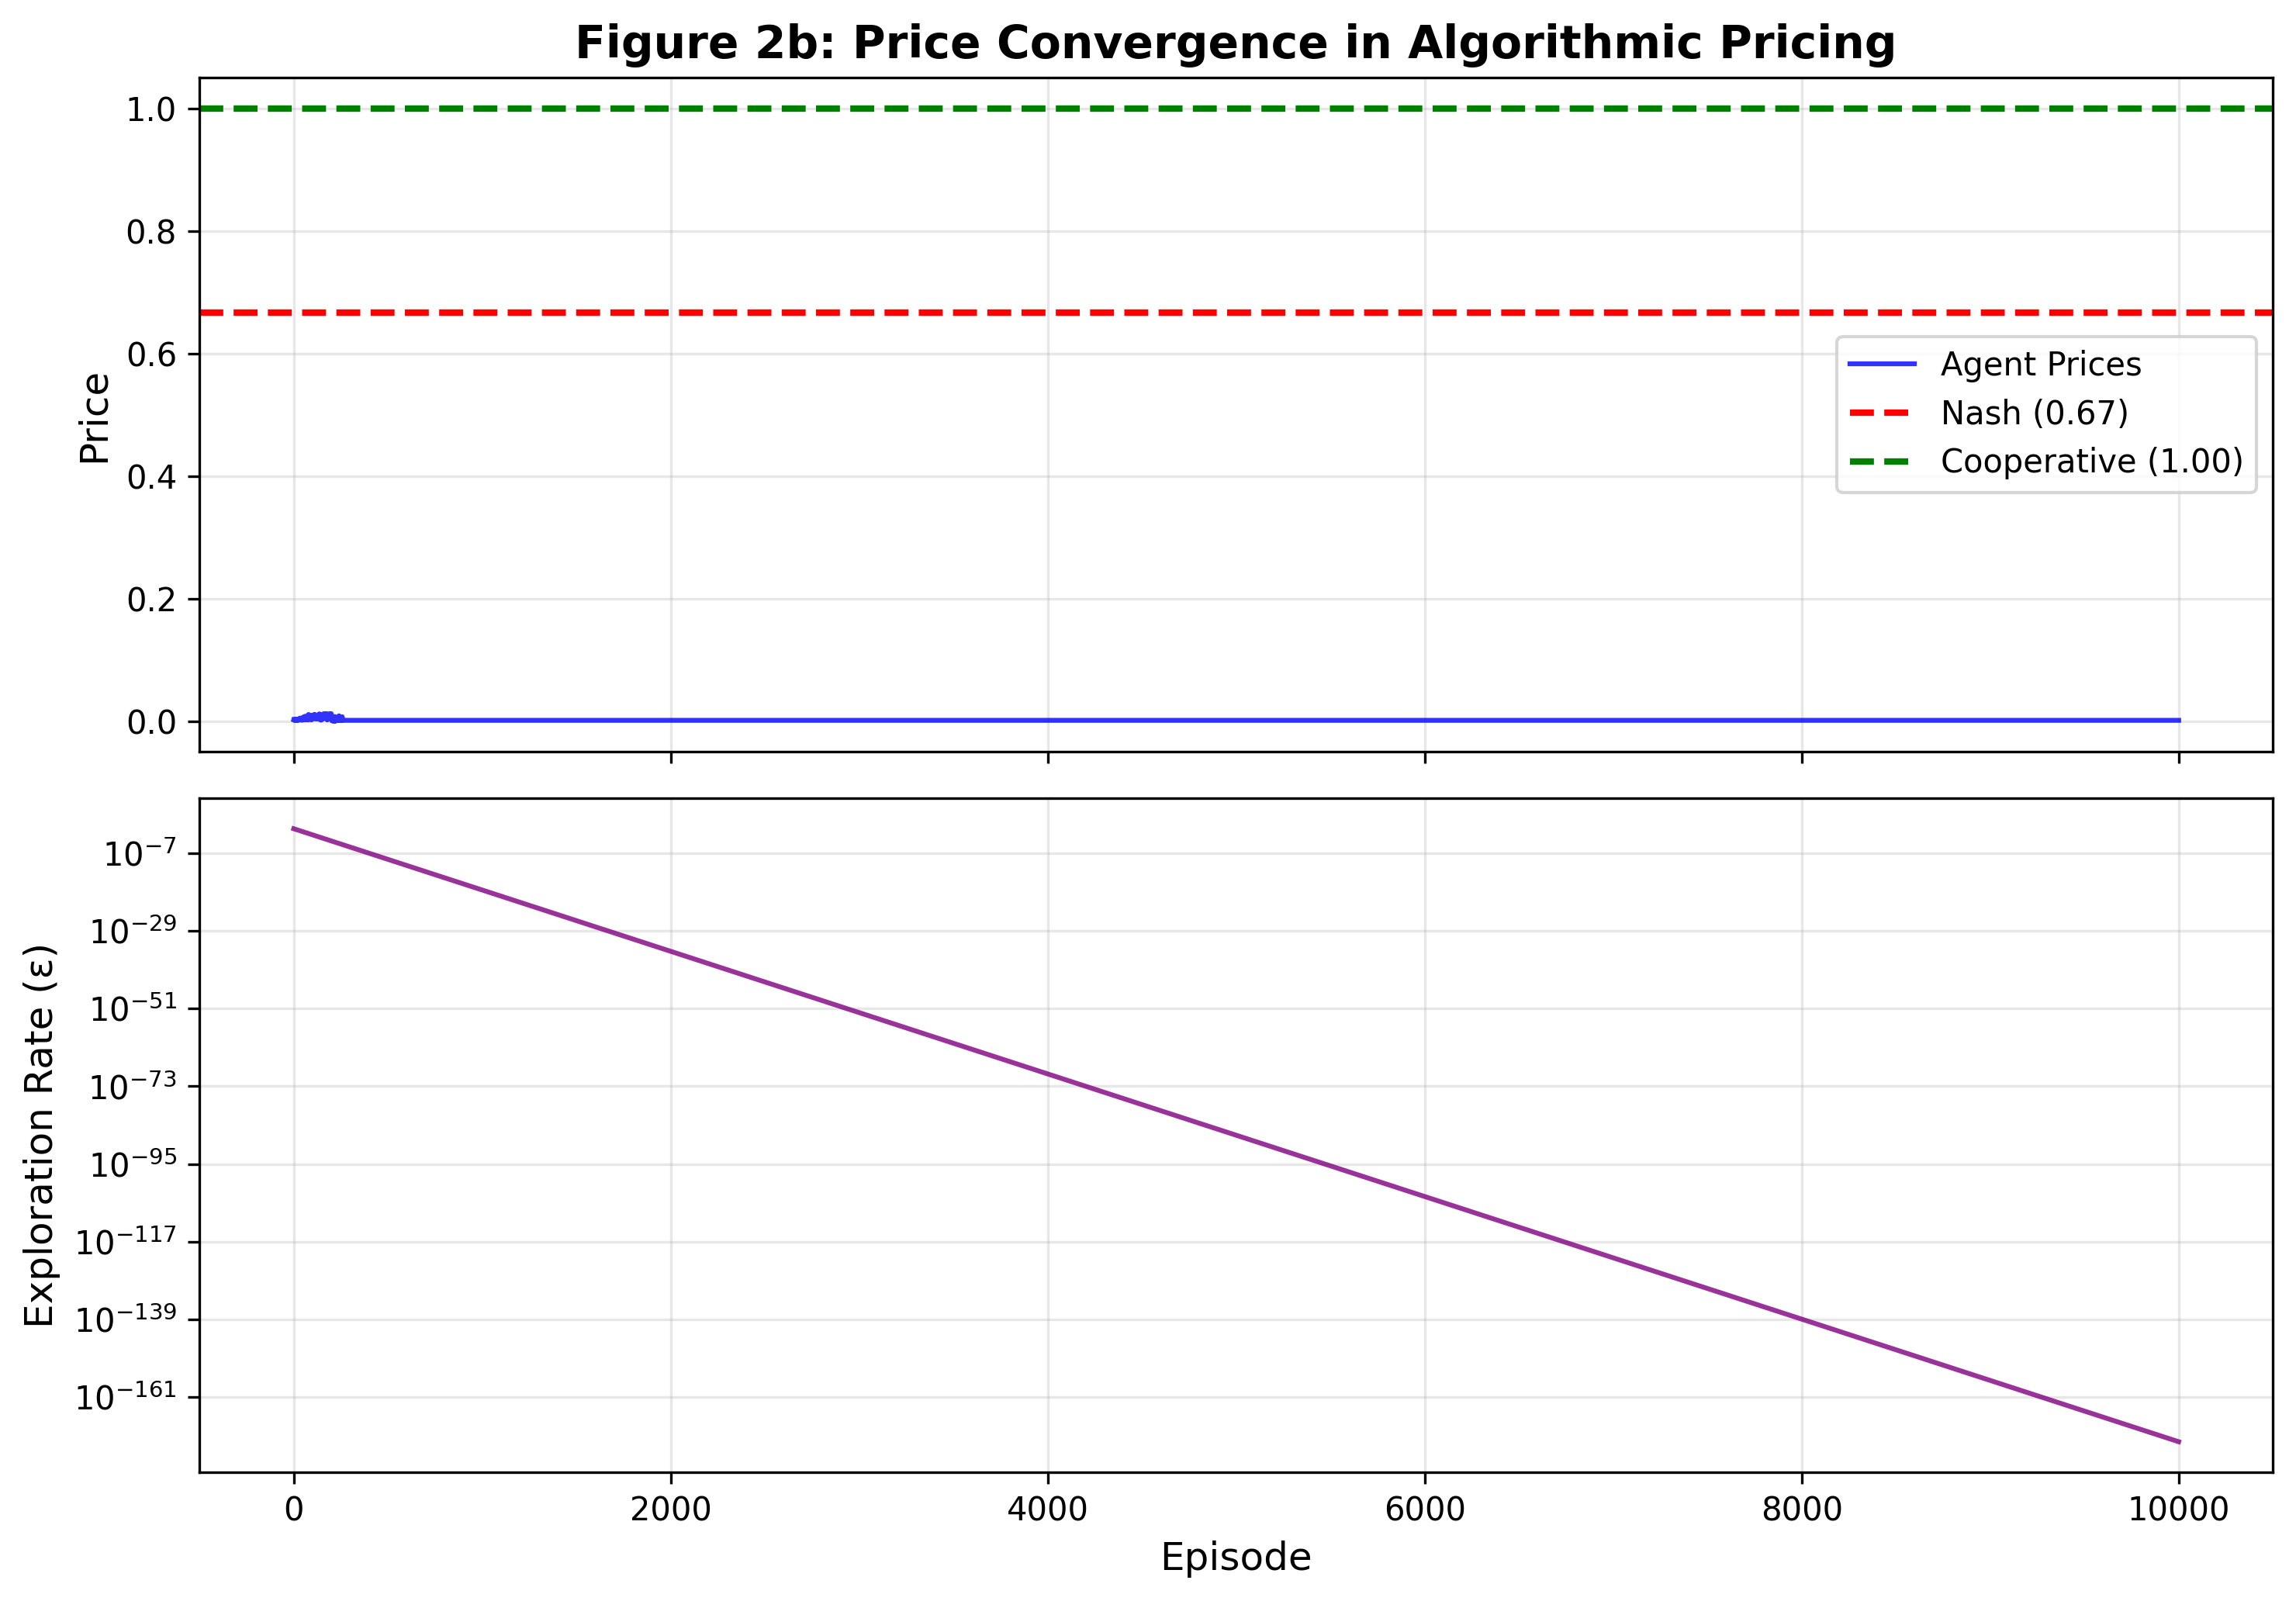 Figure 2b: Price Convergence in Algorithmic Pricing
1.0
0.8
0.6
0.4
0.2
0.0
Price
Agent Prices
Nash (0.67)
Cooperative (1.00)
10⁻⁷
10⁻²⁹
10⁻⁵¹
10⁻⁷³
10⁻⁹⁵
10⁻¹¹⁷
10⁻¹³⁹
10⁻¹⁶¹
Exploration Rate (ε)
0 2000 4000 6000 8000 10000
Episode